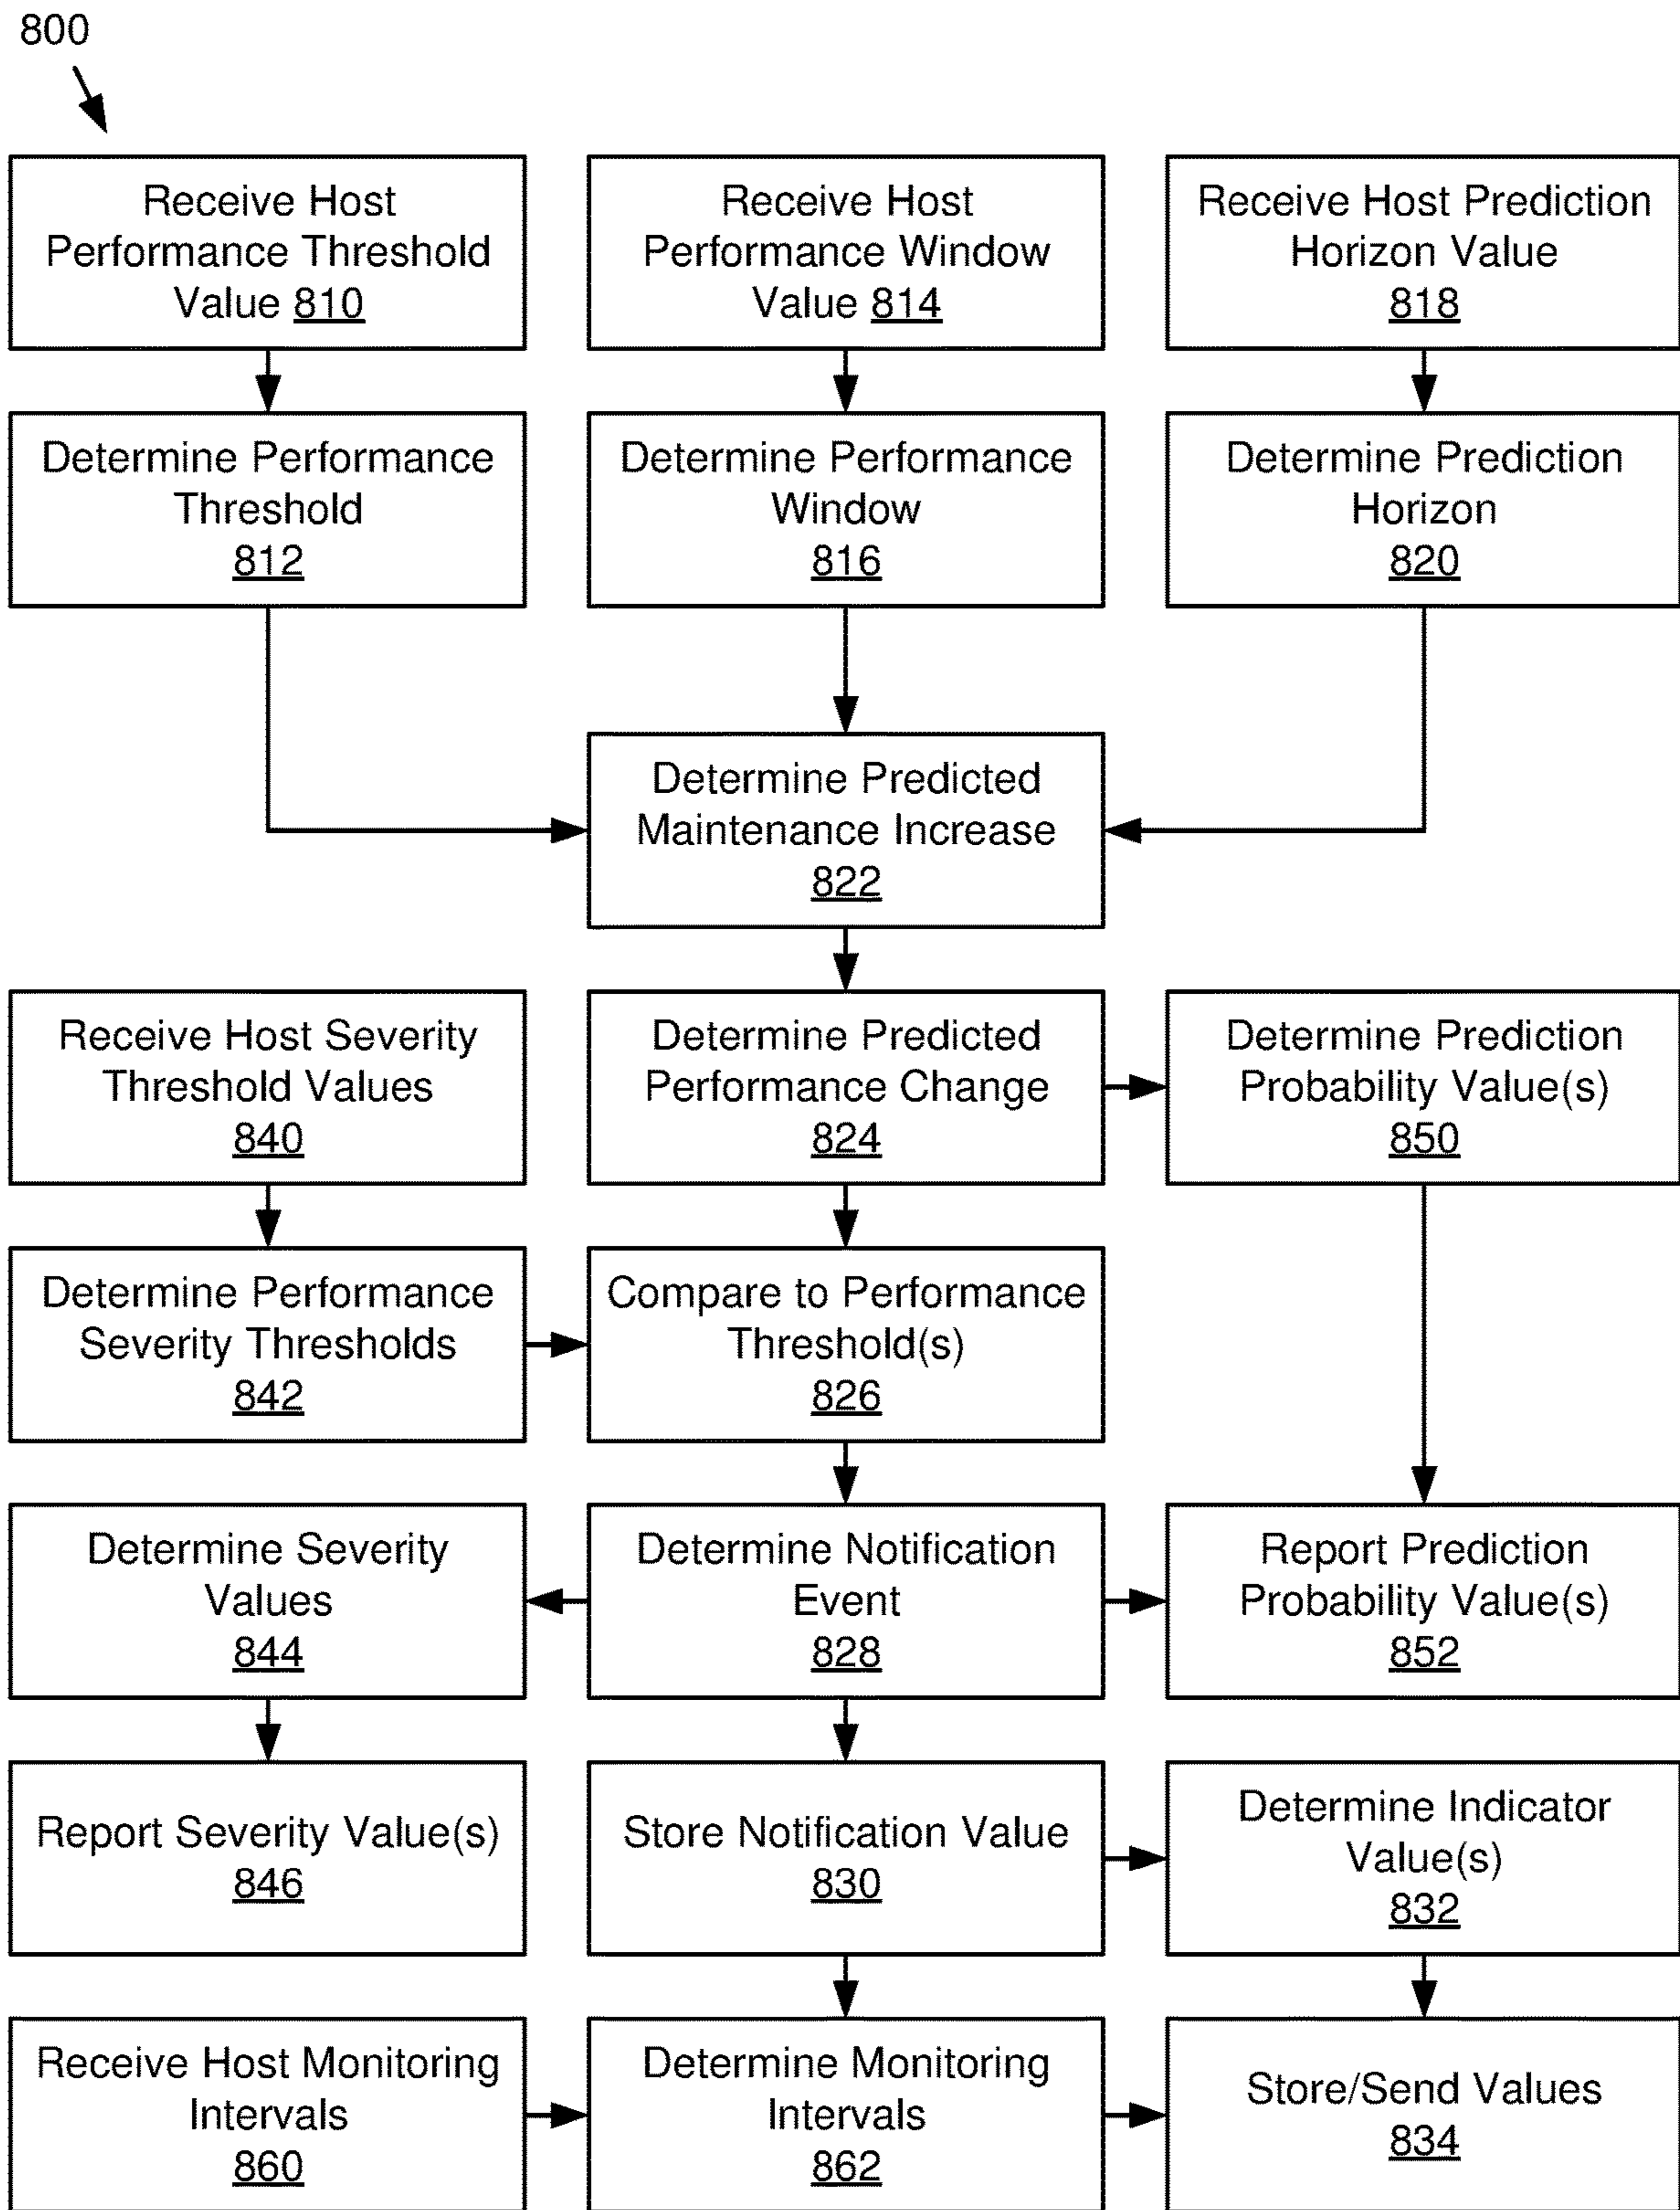 800
Receive Host
Performance Threshold
Value 810
Receive Host
Performance Window
Value 814
Receive Host Prediction
Horizon Value
818
Determine Performance
Threshold
812
Determine Performance
Window
816
Determine Prediction
Horizon
820
Determine Predicted
Maintenance Increase
822
Receive Host Severity
Threshold Values
840
Determine Predicted
Performance Change
824
Determine Prediction
Probability Value(s)
850
Determine Performance
Severity Thresholds
842
Compare to Performance
Threshold(s)
826
Determine Severity
Values
844
Determine Notification
Event
828
Report Prediction
Probability Value(s)
852
Report Severity Value(s)
846
Store Notification Value
830
Determine Indicator
Value(s)
832
Receive Host Monitoring
Intervals
860
Determine Monitoring
Intervals
862
Store/Send Values
834